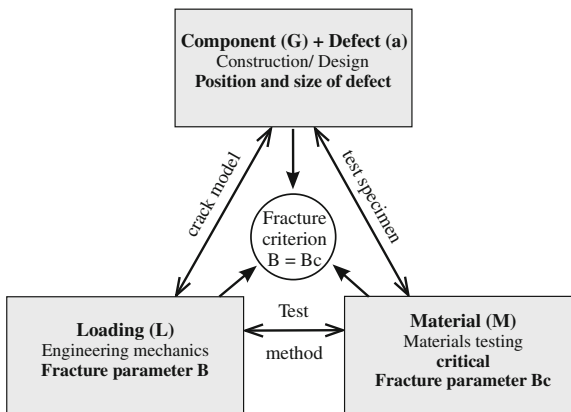 Component (G) + Defect (a)
Construction/ Design
Position and size of defect
crack model
test specimen
Fracture
criterion
B = Bc
Loading (L)
Engineering mechanics
Fracture parameter B
Test
method
Material (M)
Materials testing
critical
Fracture parameter Bc